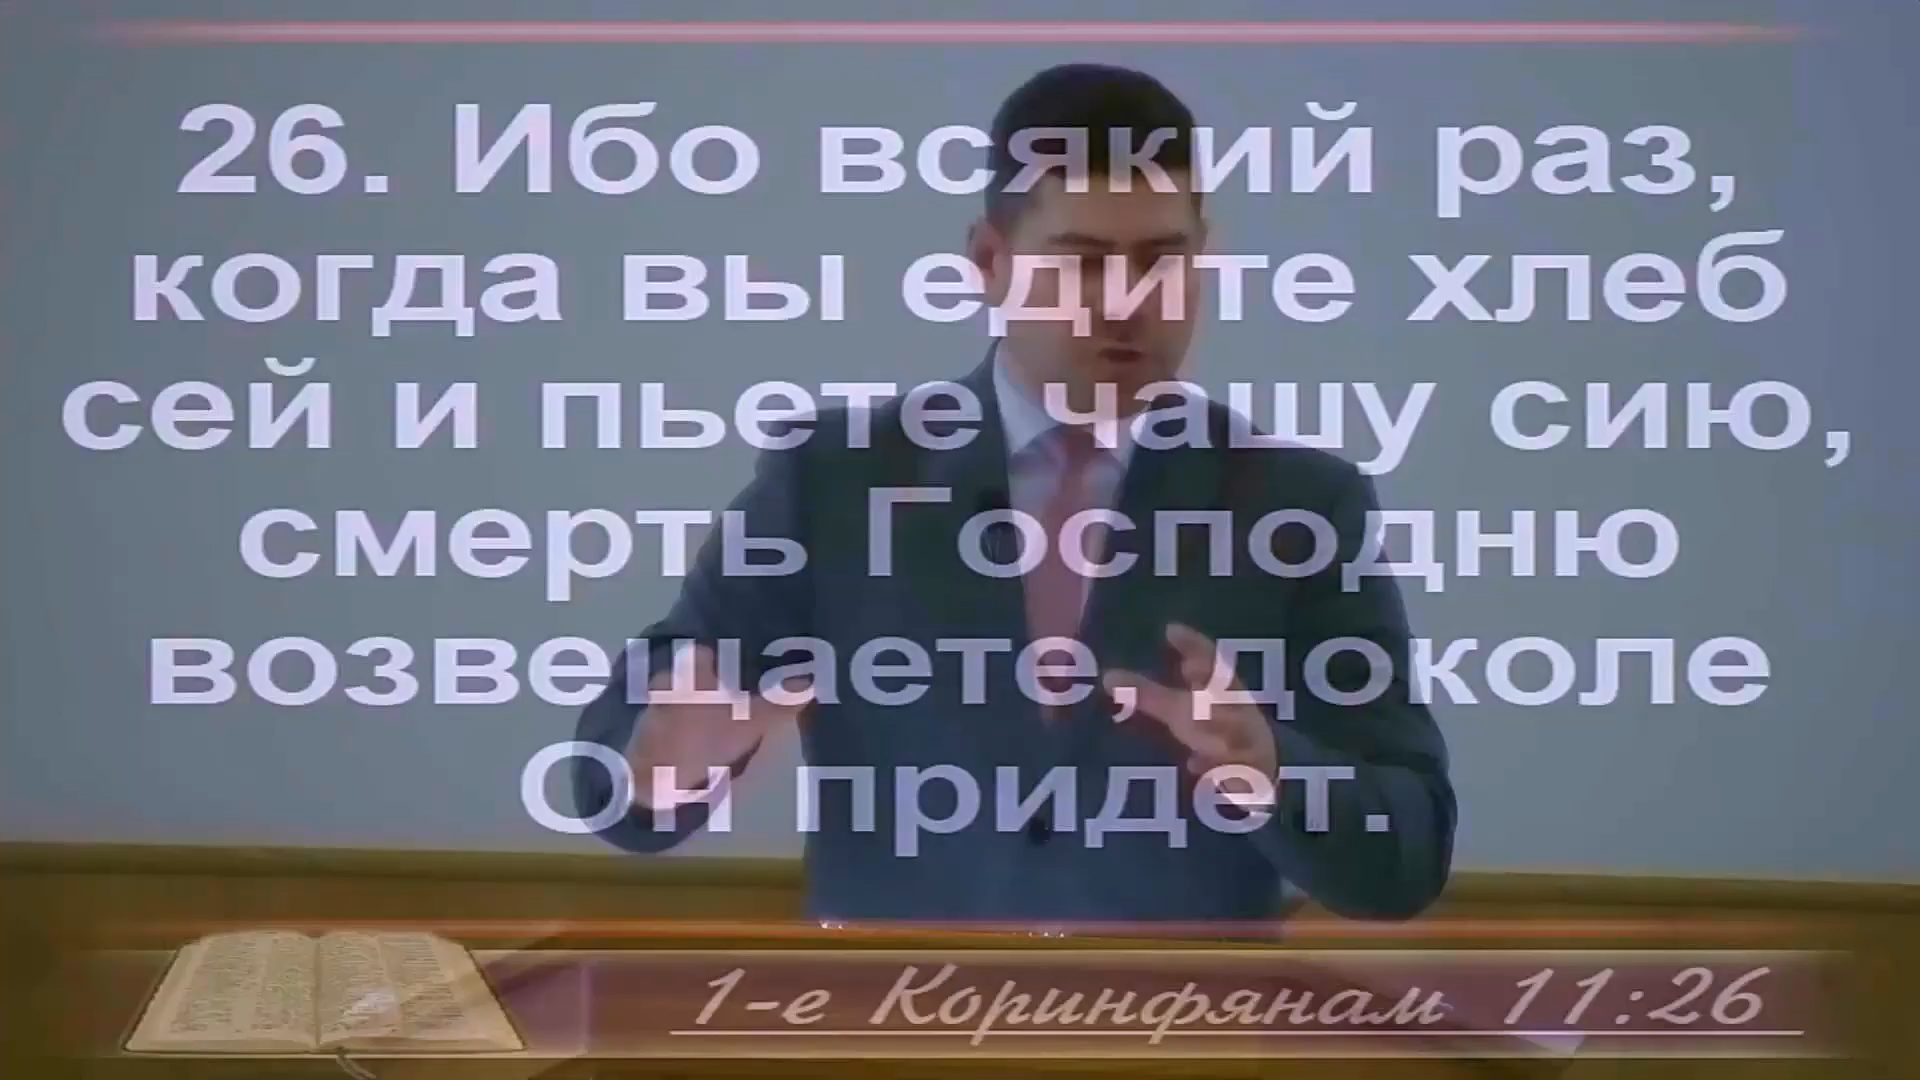 26. Ибо всякий раз,
когда вы едите хлеб
сей и пьете чашу сию,
смерть Господню
возвещаете, доколе
Он придет.
1-е Коринфянам 11:26